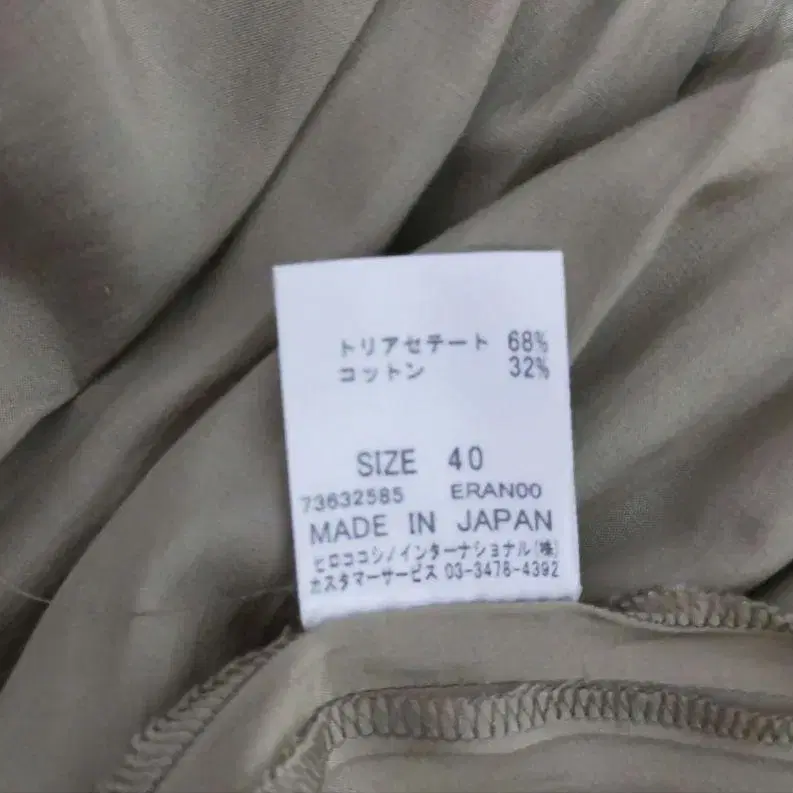 トリアセテート 68%
コットン 32%
SIZE 40
73632585 ERAN00
MADE IN JAPAN
ヒロココシノインターナショナル(株)
カスタマーサービス 03-3478-4392